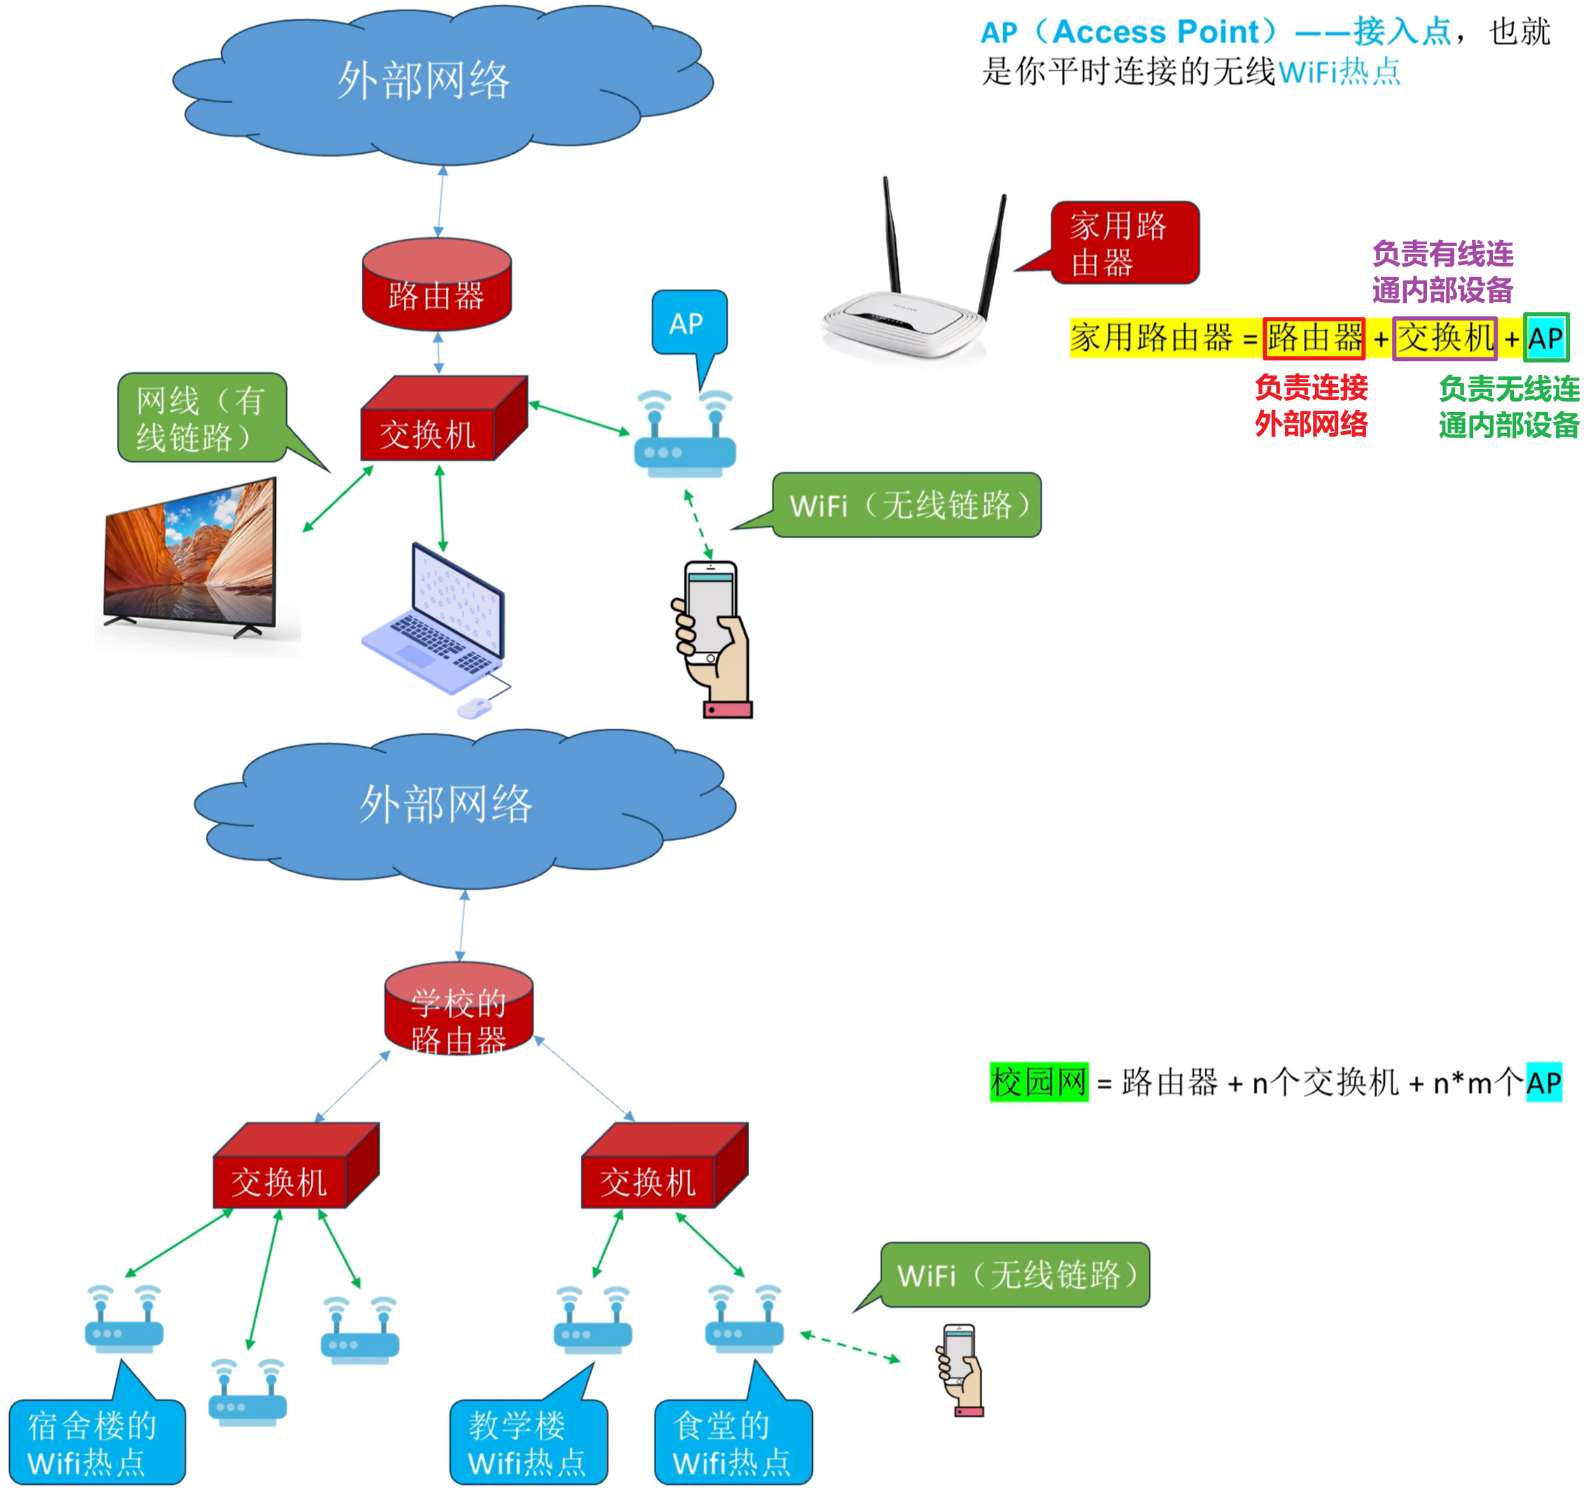 外部网络
AP（Access Point）——接入点，也就
是你平时连接的无线WiFi热点
路由器
AP
家用路
由器
负责有线连
通内部设备
家用路由器 = 路由器 + 交换机 + AP
负责连接
外部网络
负责无线连
通内部设备
网线（有
线链路）
交换机
WiFi（无线链路）
外部网络
学校的
路由器
校园网 = 路由器 + n个交换机 + n*m个AP
交换机
交换机
WiFi（无线链路）
宿舍楼的
Wifi热点
教学楼
Wifi热点
食堂的
Wifi热点